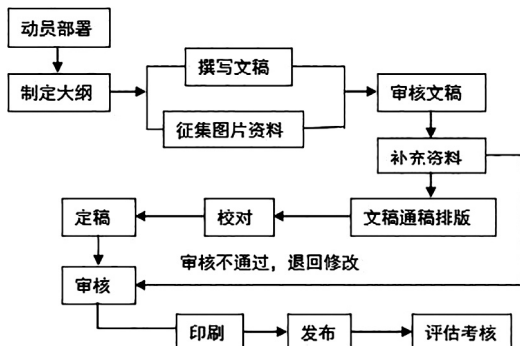 动员部署
制定大纲
撰写文稿
征集图片资料
审核文稿
补充资料
文稿通稿排版
校对
定稿
审核不通过，退回修改
审核
印刷
发布
评估考核